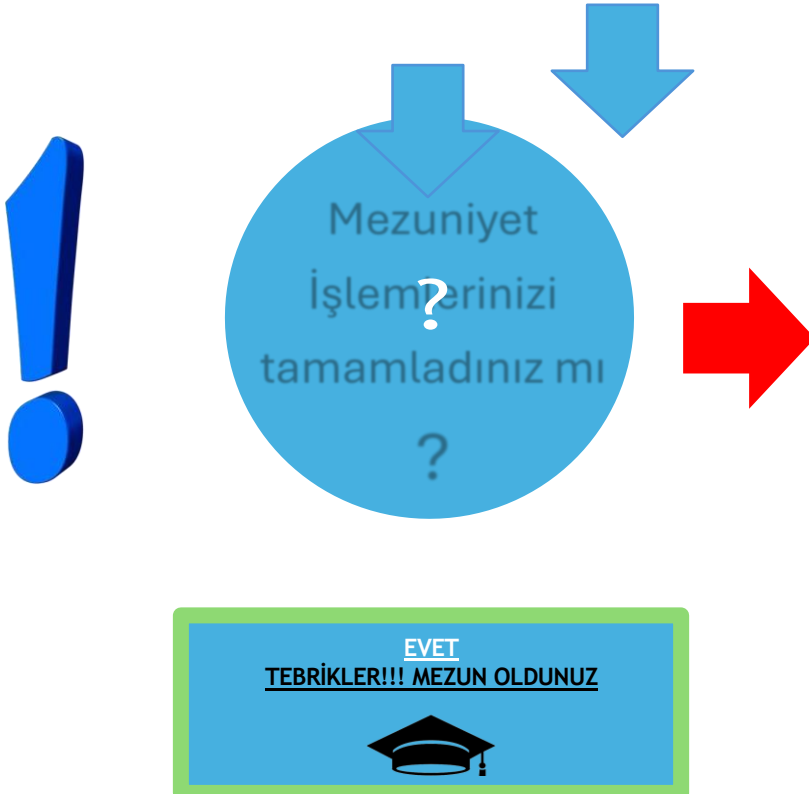 Mezuniyet
İşlemlerinizi
?
tamamladınız mı
?
EVET
TEBRİKLER!!! MEZUN OLDUNUZ